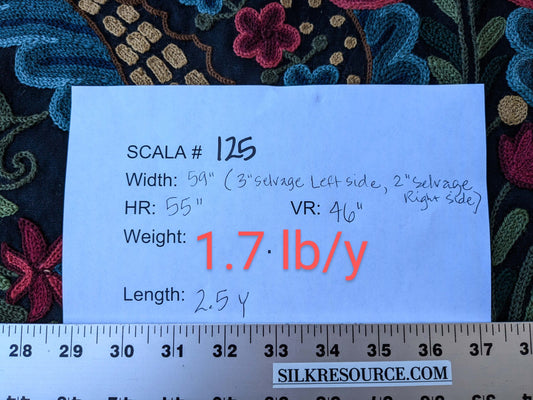 SCALA # 125
Width: 59" (3" Selvage Left side, 2" Selvage Right side)
HR: 55" VR: 46"
Weight: 1.7 lb/y
Length: 2.5 y
28 29 30 31 32 33 34 35 36 37
SILKRESOURCE.COM